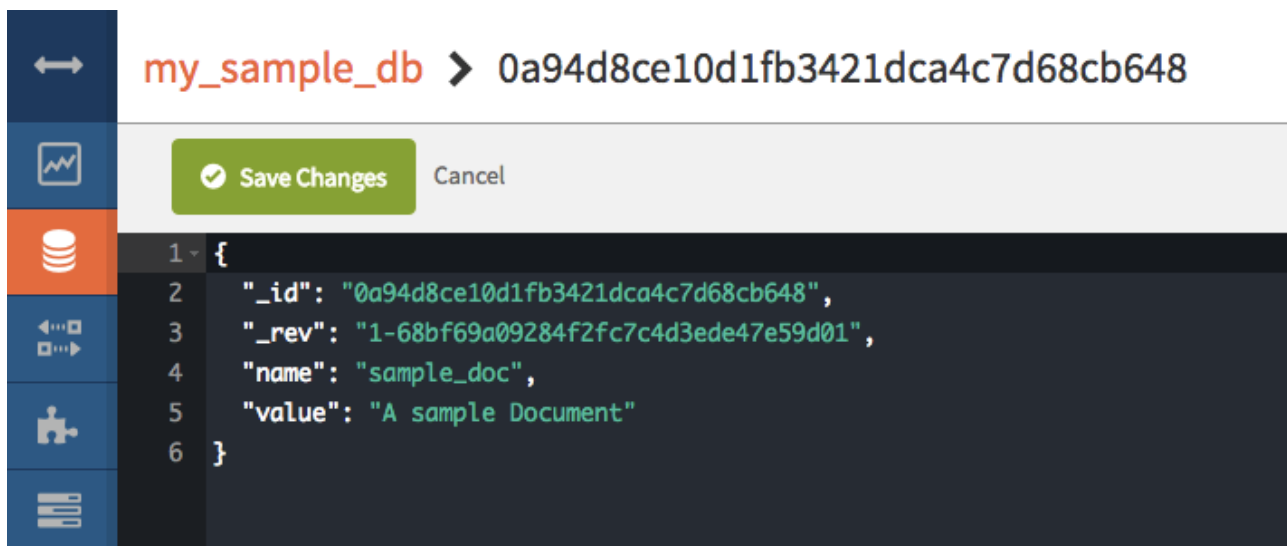 my_sample_db > 0a94d8ce10d1fb3421dca4c7d68cb648
Save Changes Cancel
1 {
2 "_id": "0a94d8ce10d1fb3421dca4c7d68cb648",
3 "_rev": "1-68bf69a09284f2fc7c4d3ede47e59d01",
4 "name": "sample_doc",
5 "value": "A sample Document"
6 }